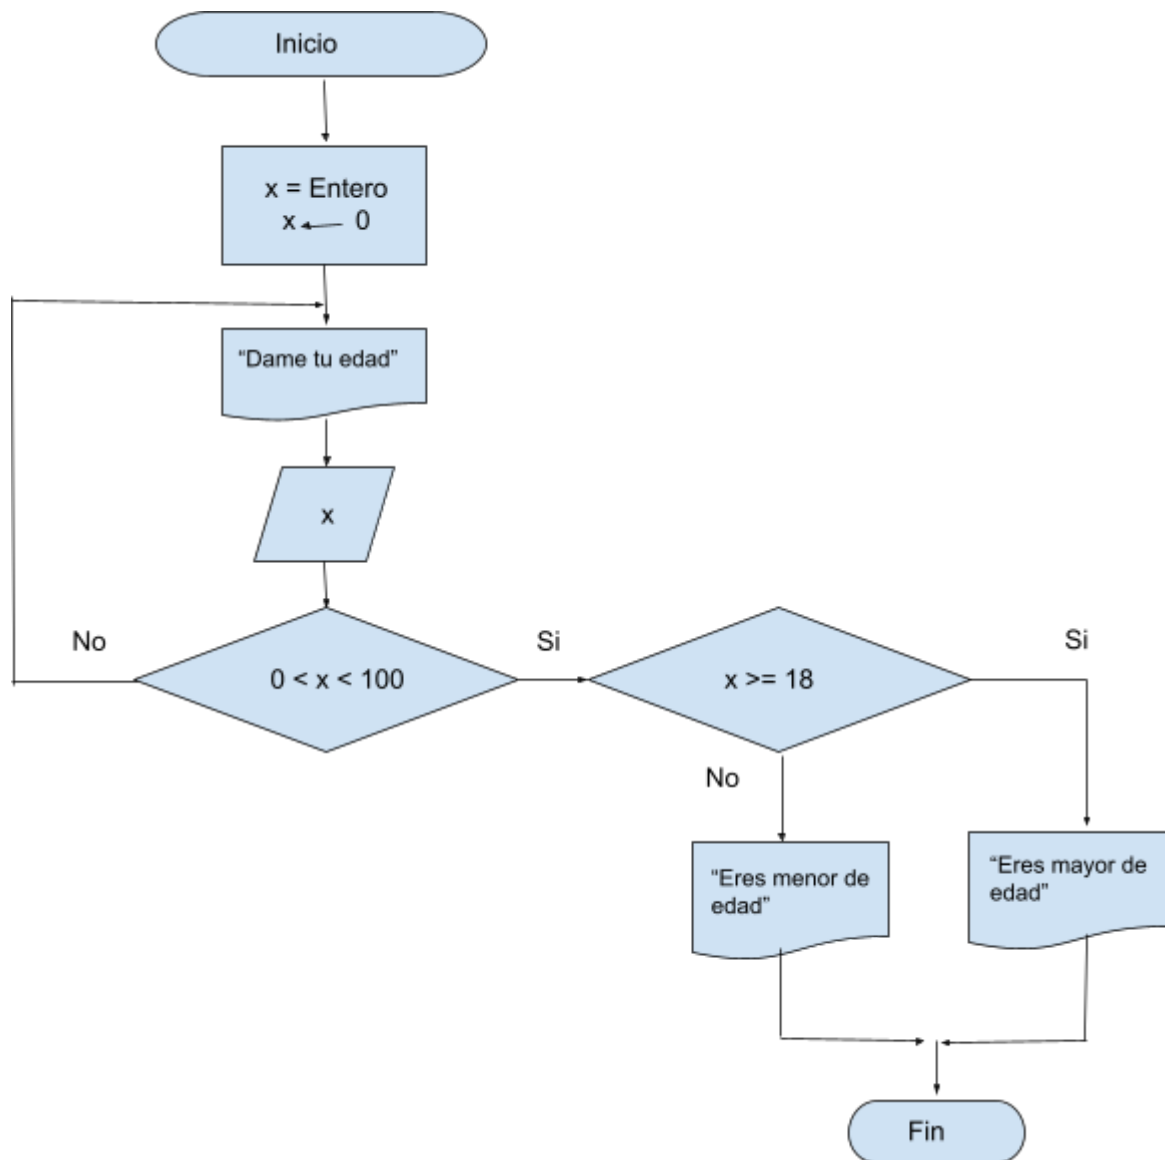 Inicio
x = Entero
x 0
“Dame tu edad”
x
No
0 < x < 100
Si
x >= 18
Si
No
“Eres menor de
edad”
“Eres mayor de
edad”
Fin